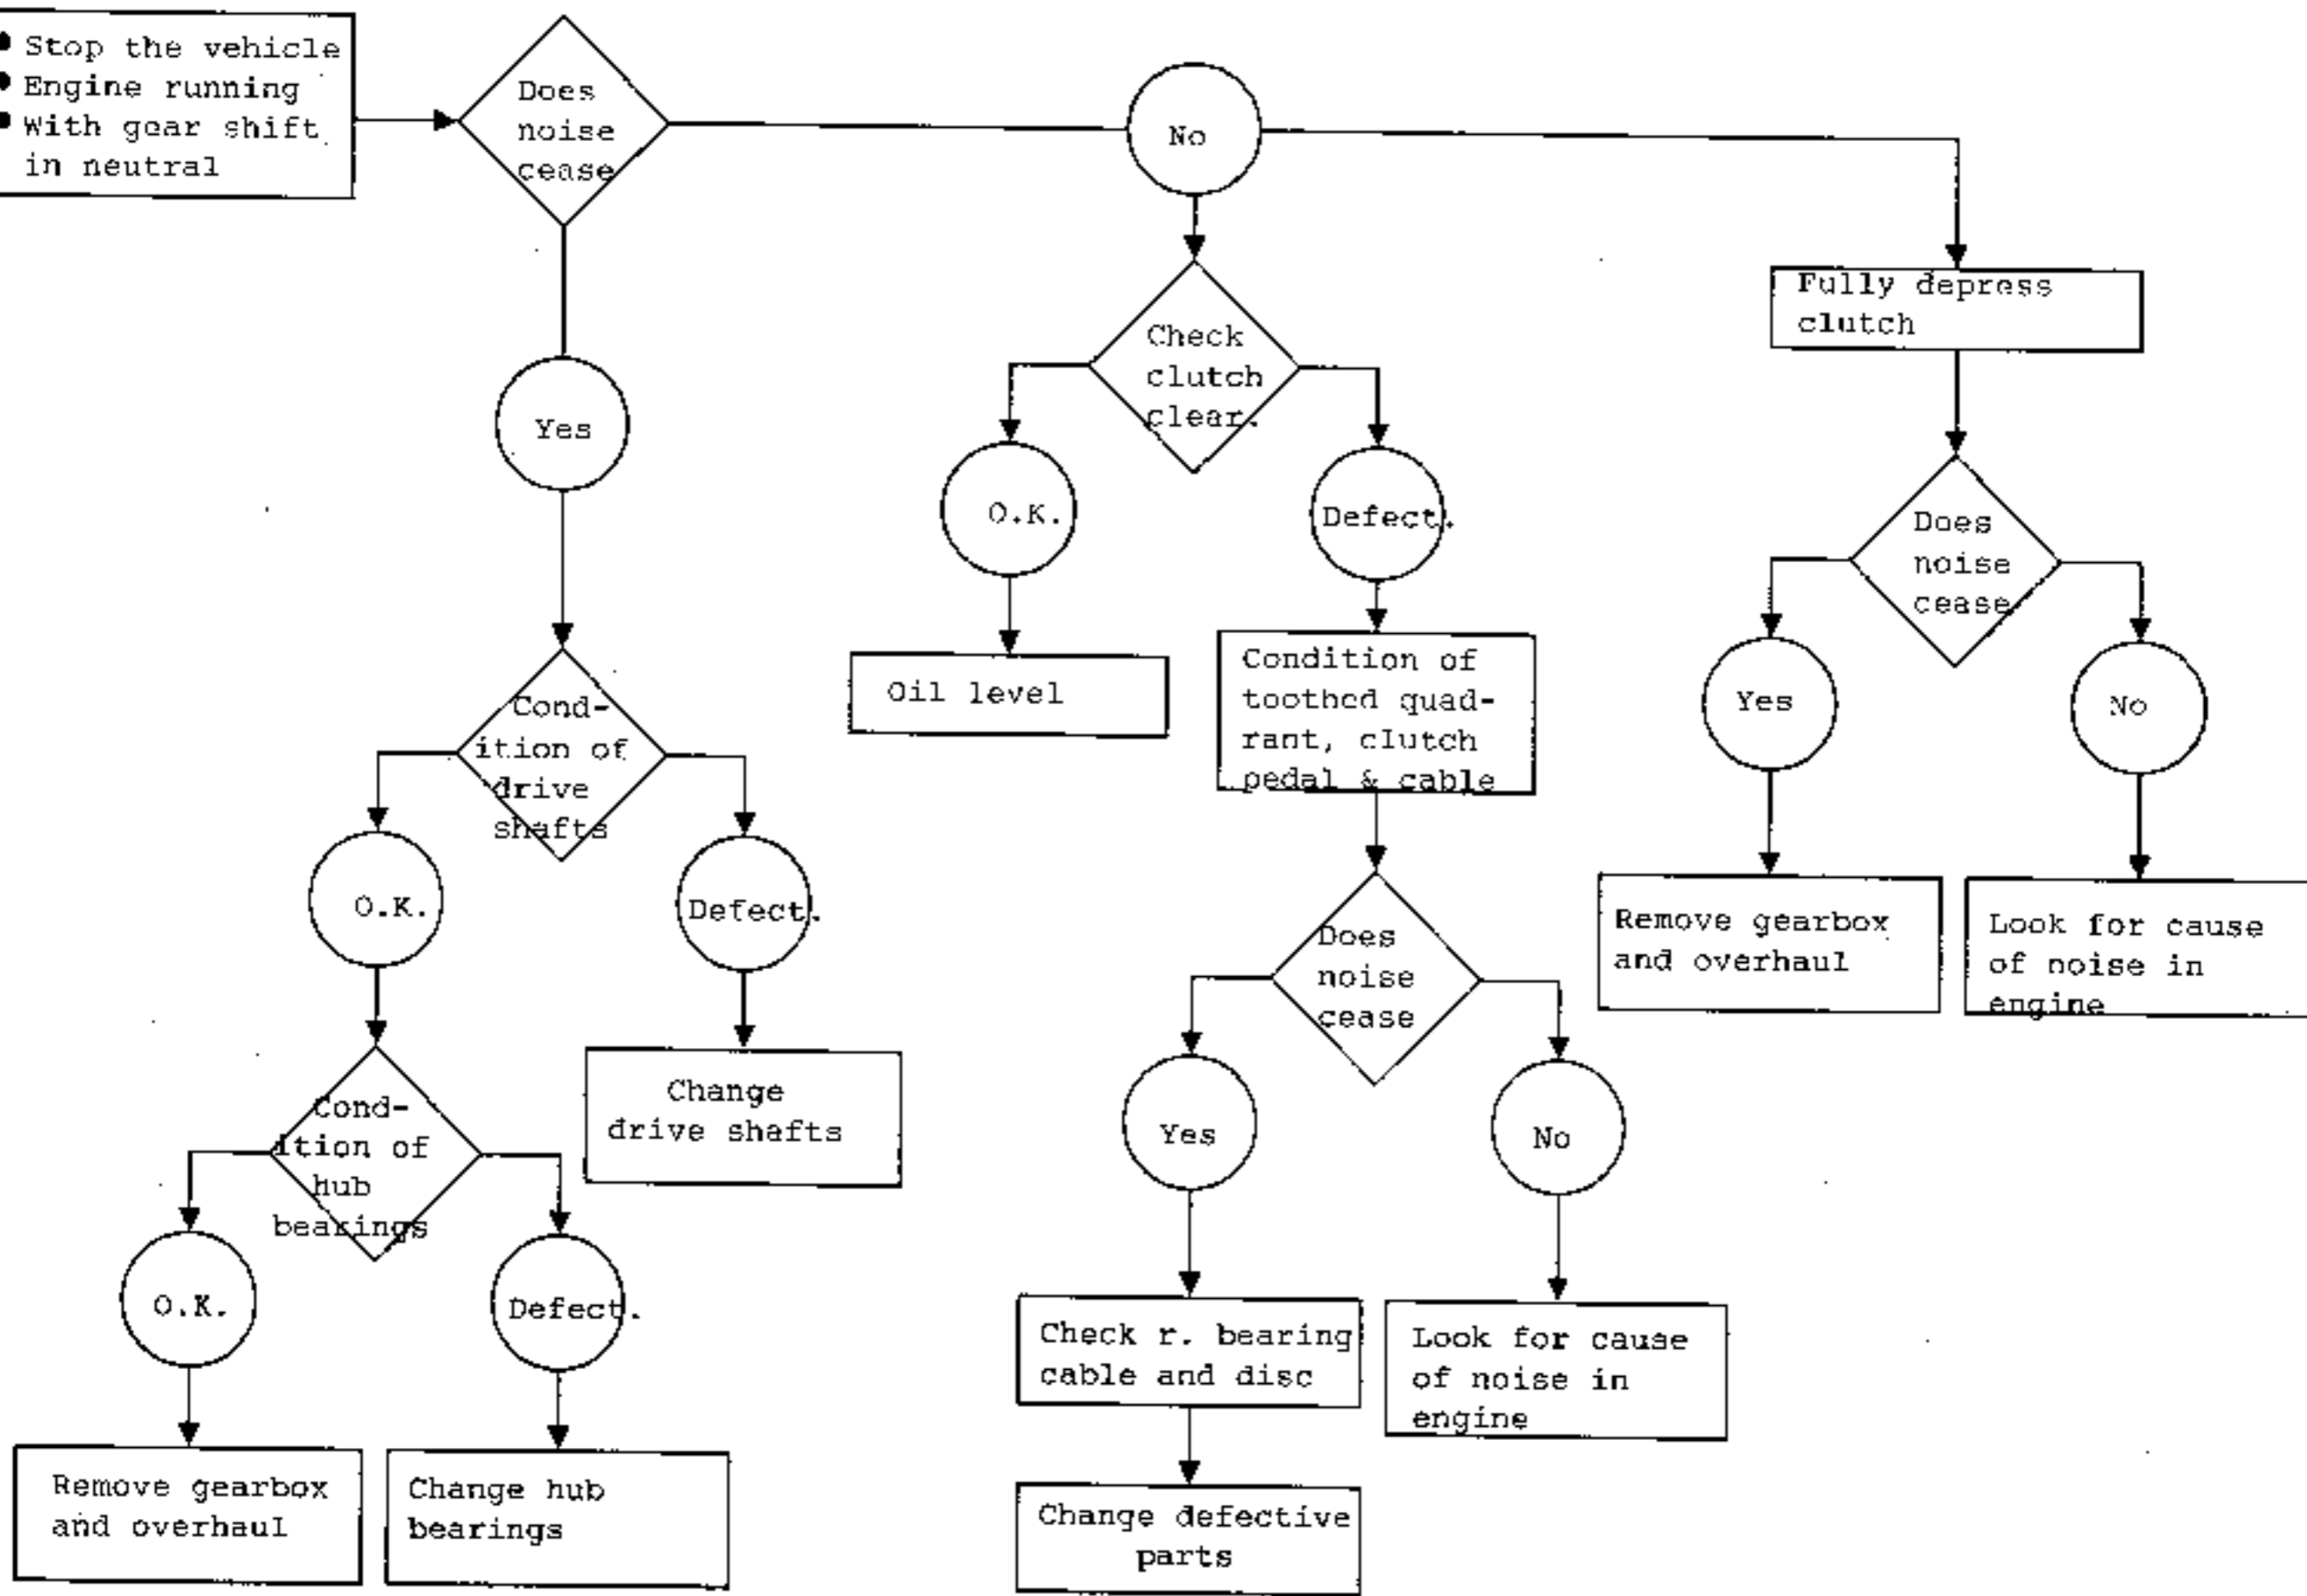 Stop the vehicle
Engine running
With gear shift
in neutral
Does
noise
cease
No
Yes
Check
clutch
clear.
Fully depress
clutch
O.K.
Defect.
Does
noise
cease
Oil level
Condition of
toothed quad-
rant, clutch
pedal & cable
Yes
No
Cond-
ition of
drive
shafts
O.K.
Defect.
Does
noise
cease
Remove gearbox
and overhaul
Look for cause
of noise in
engine
Cond-
ition of
hub
bearings
Change
drive shafts
Yes
No
O.K.
Defect.
Check r. bearing
cable and disc
Look for cause
of noise in
engine
Remove gearbox
and overhaul
Change hub
bearings
Change defective
parts